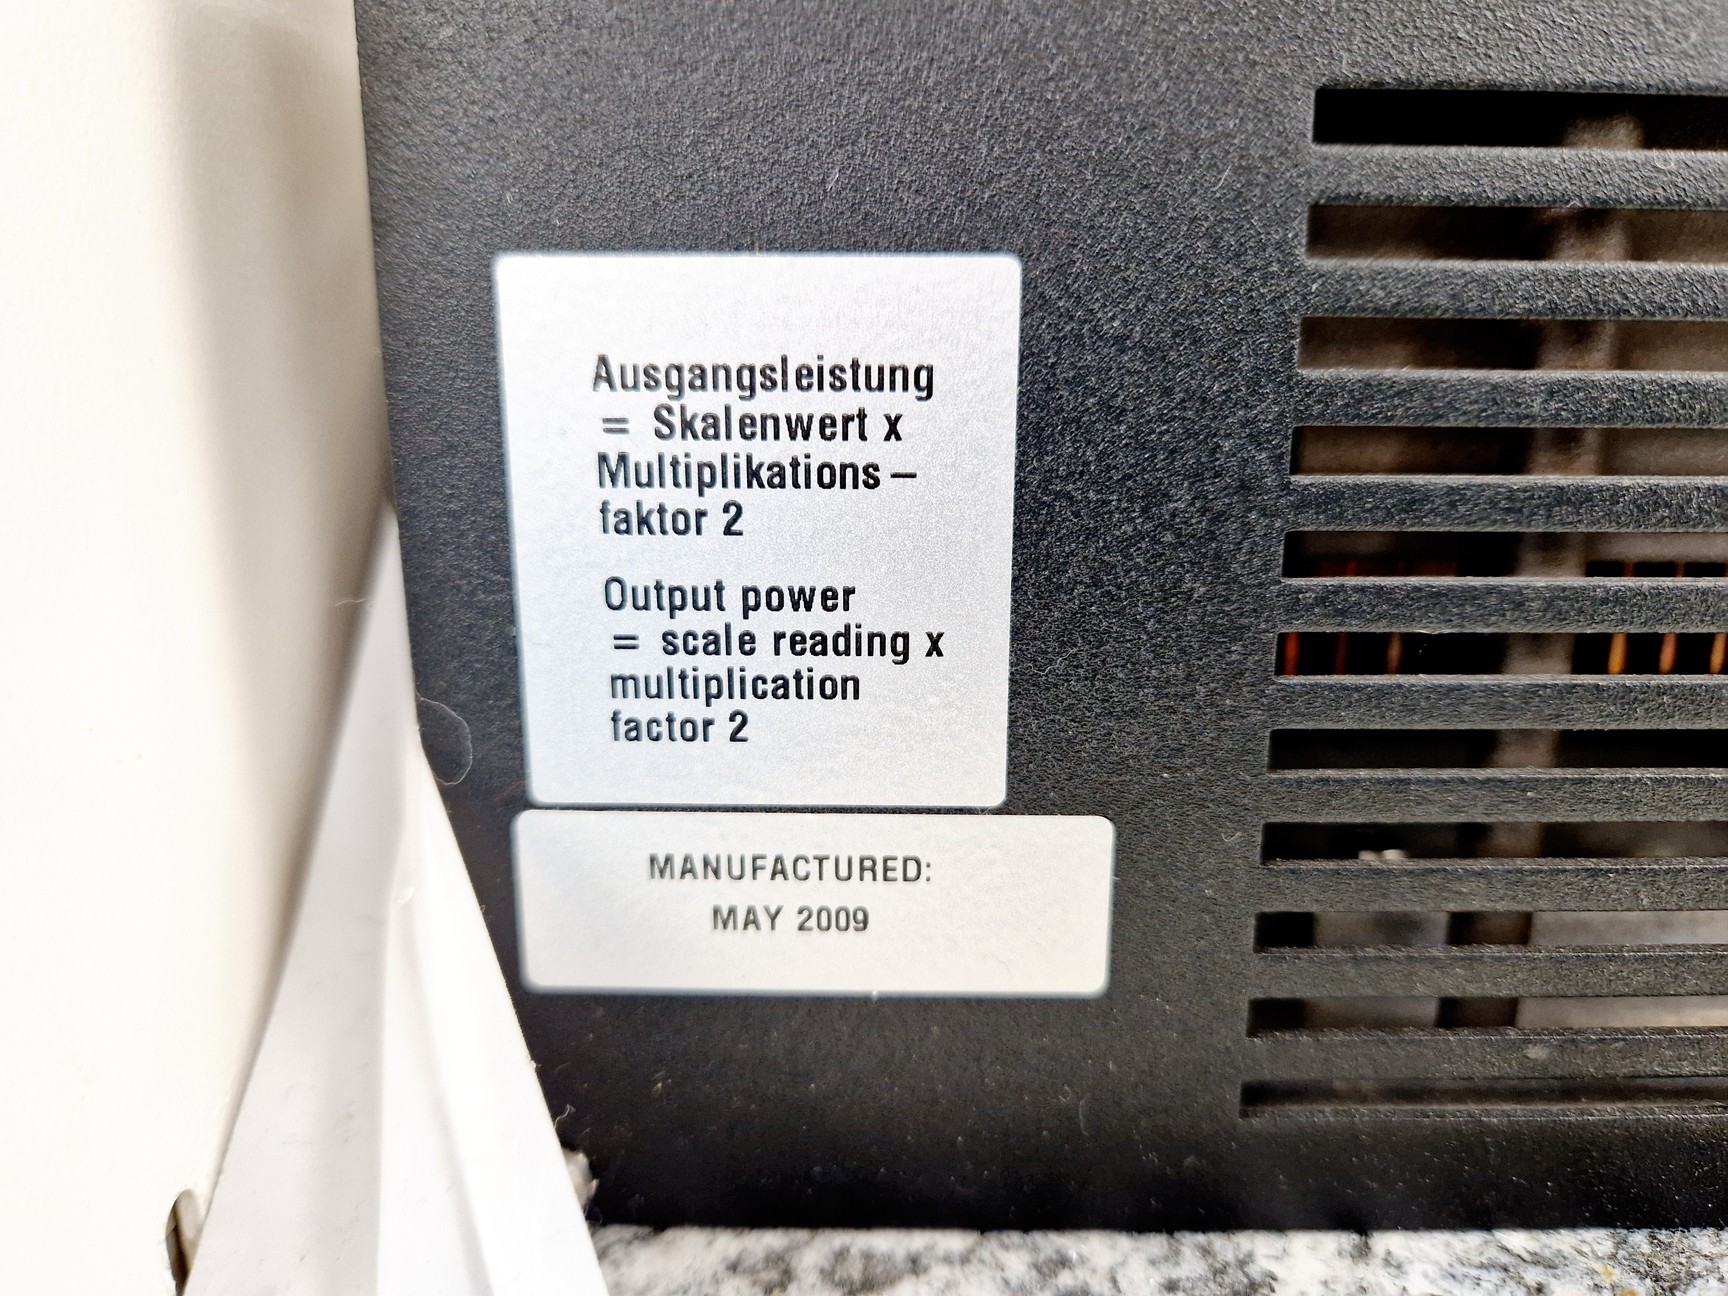 Ausgangsleistung
= Skalenwert x
Multiplikations –
faktor 2
Output power
= scale reading x
multiplication
factor 2
MANUFACTURED:
MAY 2009